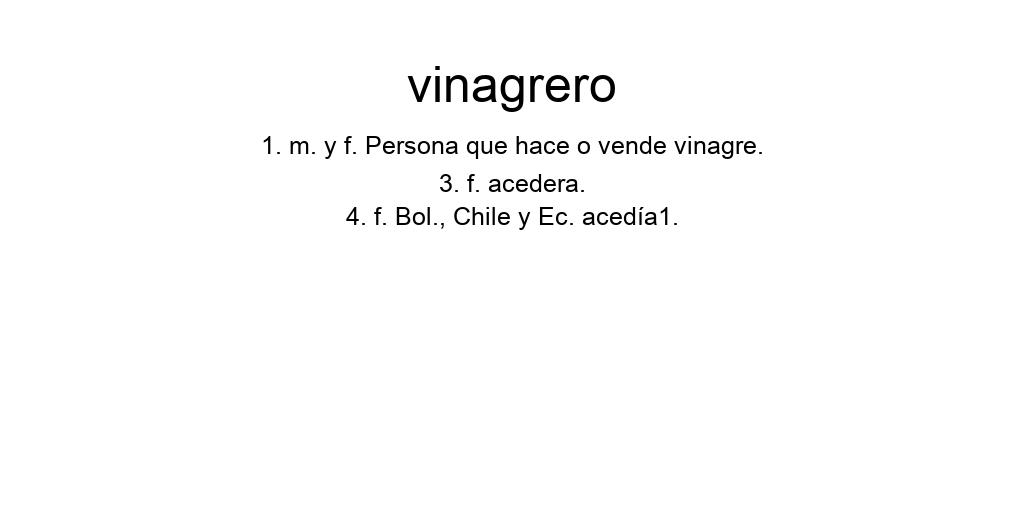 vinagrero
1. m. y f. Persona que hace o vende vinagre.
3. f. acedera.
4. f. Bol., Chile y Ec. acedía1.